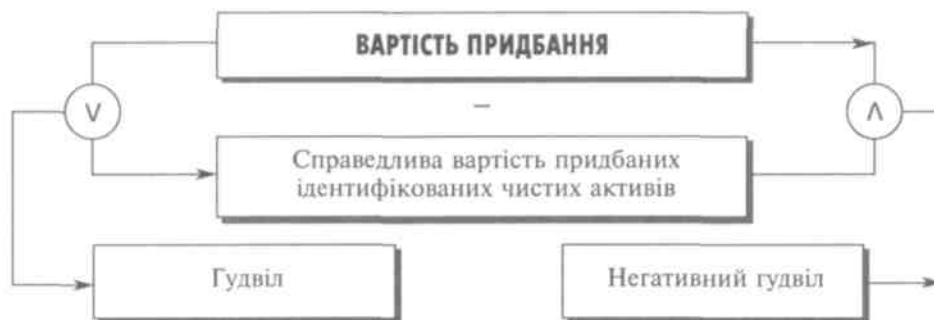 ВАРТІСТЬ ПРИДБАННЯ
V
–
Λ
Справедлива вартість придбаних
ідентифікованих чистих активів
Гудвіл
Негативний гудвіл